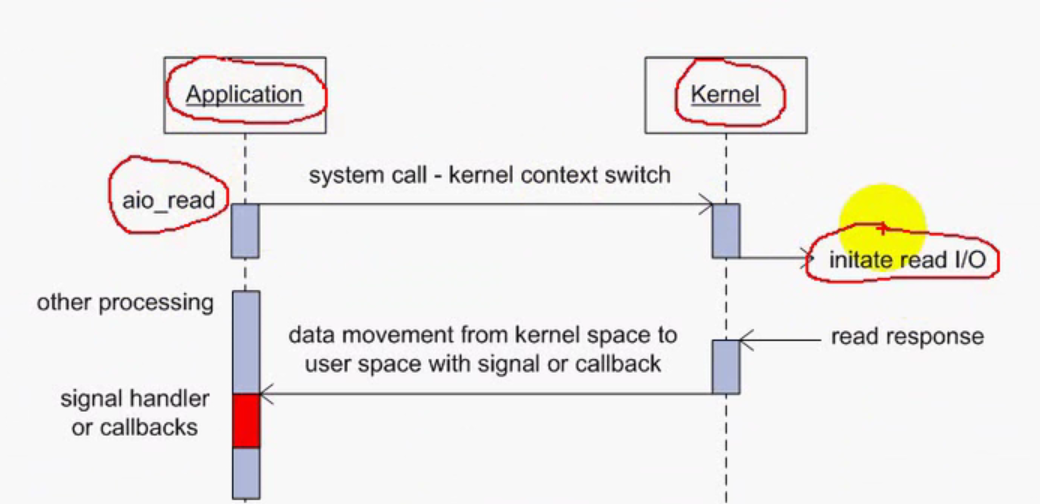 Application
Kernel
system call - kernel context switch
aio_read
initate read I/O
other processing
data movement from kernel space to
user space with signal or callback
read response
signal handler
or callbacks